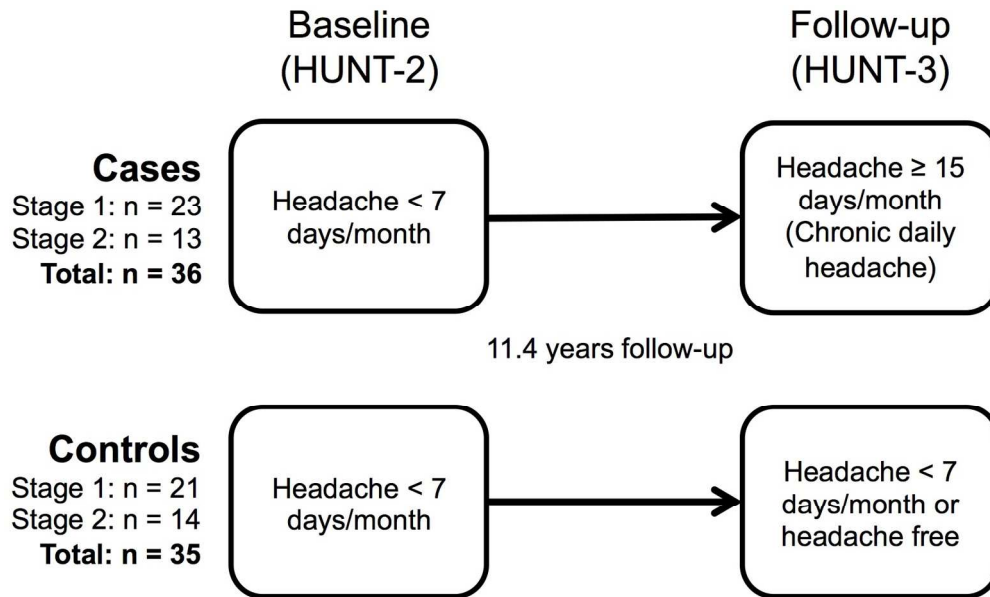 Baseline
(HUNT-2)
Follow-up
(HUNT-3)
Cases
Stage 1: n = 23
Stage 2: n = 13
Total: n = 36
Headache < 7
days/month
Headache ≥ 15
days/month
(Chronic daily
headache)
11.4 years follow-up
Controls
Stage 1: n = 21
Stage 2: n = 14
Total: n = 35
Headache < 7
days/month
Headache < 7
days/month or
headache free